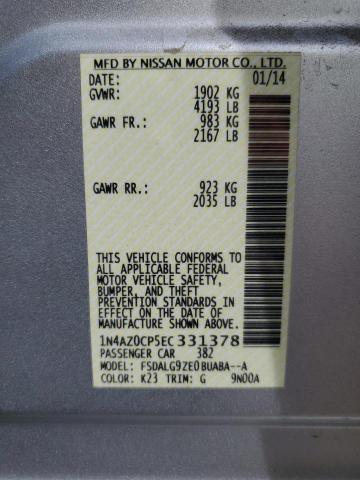 MFD BY NISSAN MOTOR CO., LTD.
DATE: 01/14
GVWR: 1902 KG
4193 LB
GAWR FR.: 983 KG
2167 LB
GAWR RR.: 923 KG
2035 LB
THIS VEHICLE CONFORMS TO
ALL APPLICABLE FEDERAL
MOTOR VEHICLE SAFETY,
BUMPER, AND THEFT
PREVENTION STANDARDS IN
EFFECT ON THE DATE OF
MANUFACTURE SHOWN ABOVE.
1N4AZ0CP5EC331378
PASSENGER CAR 382
MODEL: FSDALG9ZE0BUABA--A
COLOR: K23 TRIM: G 9N00A